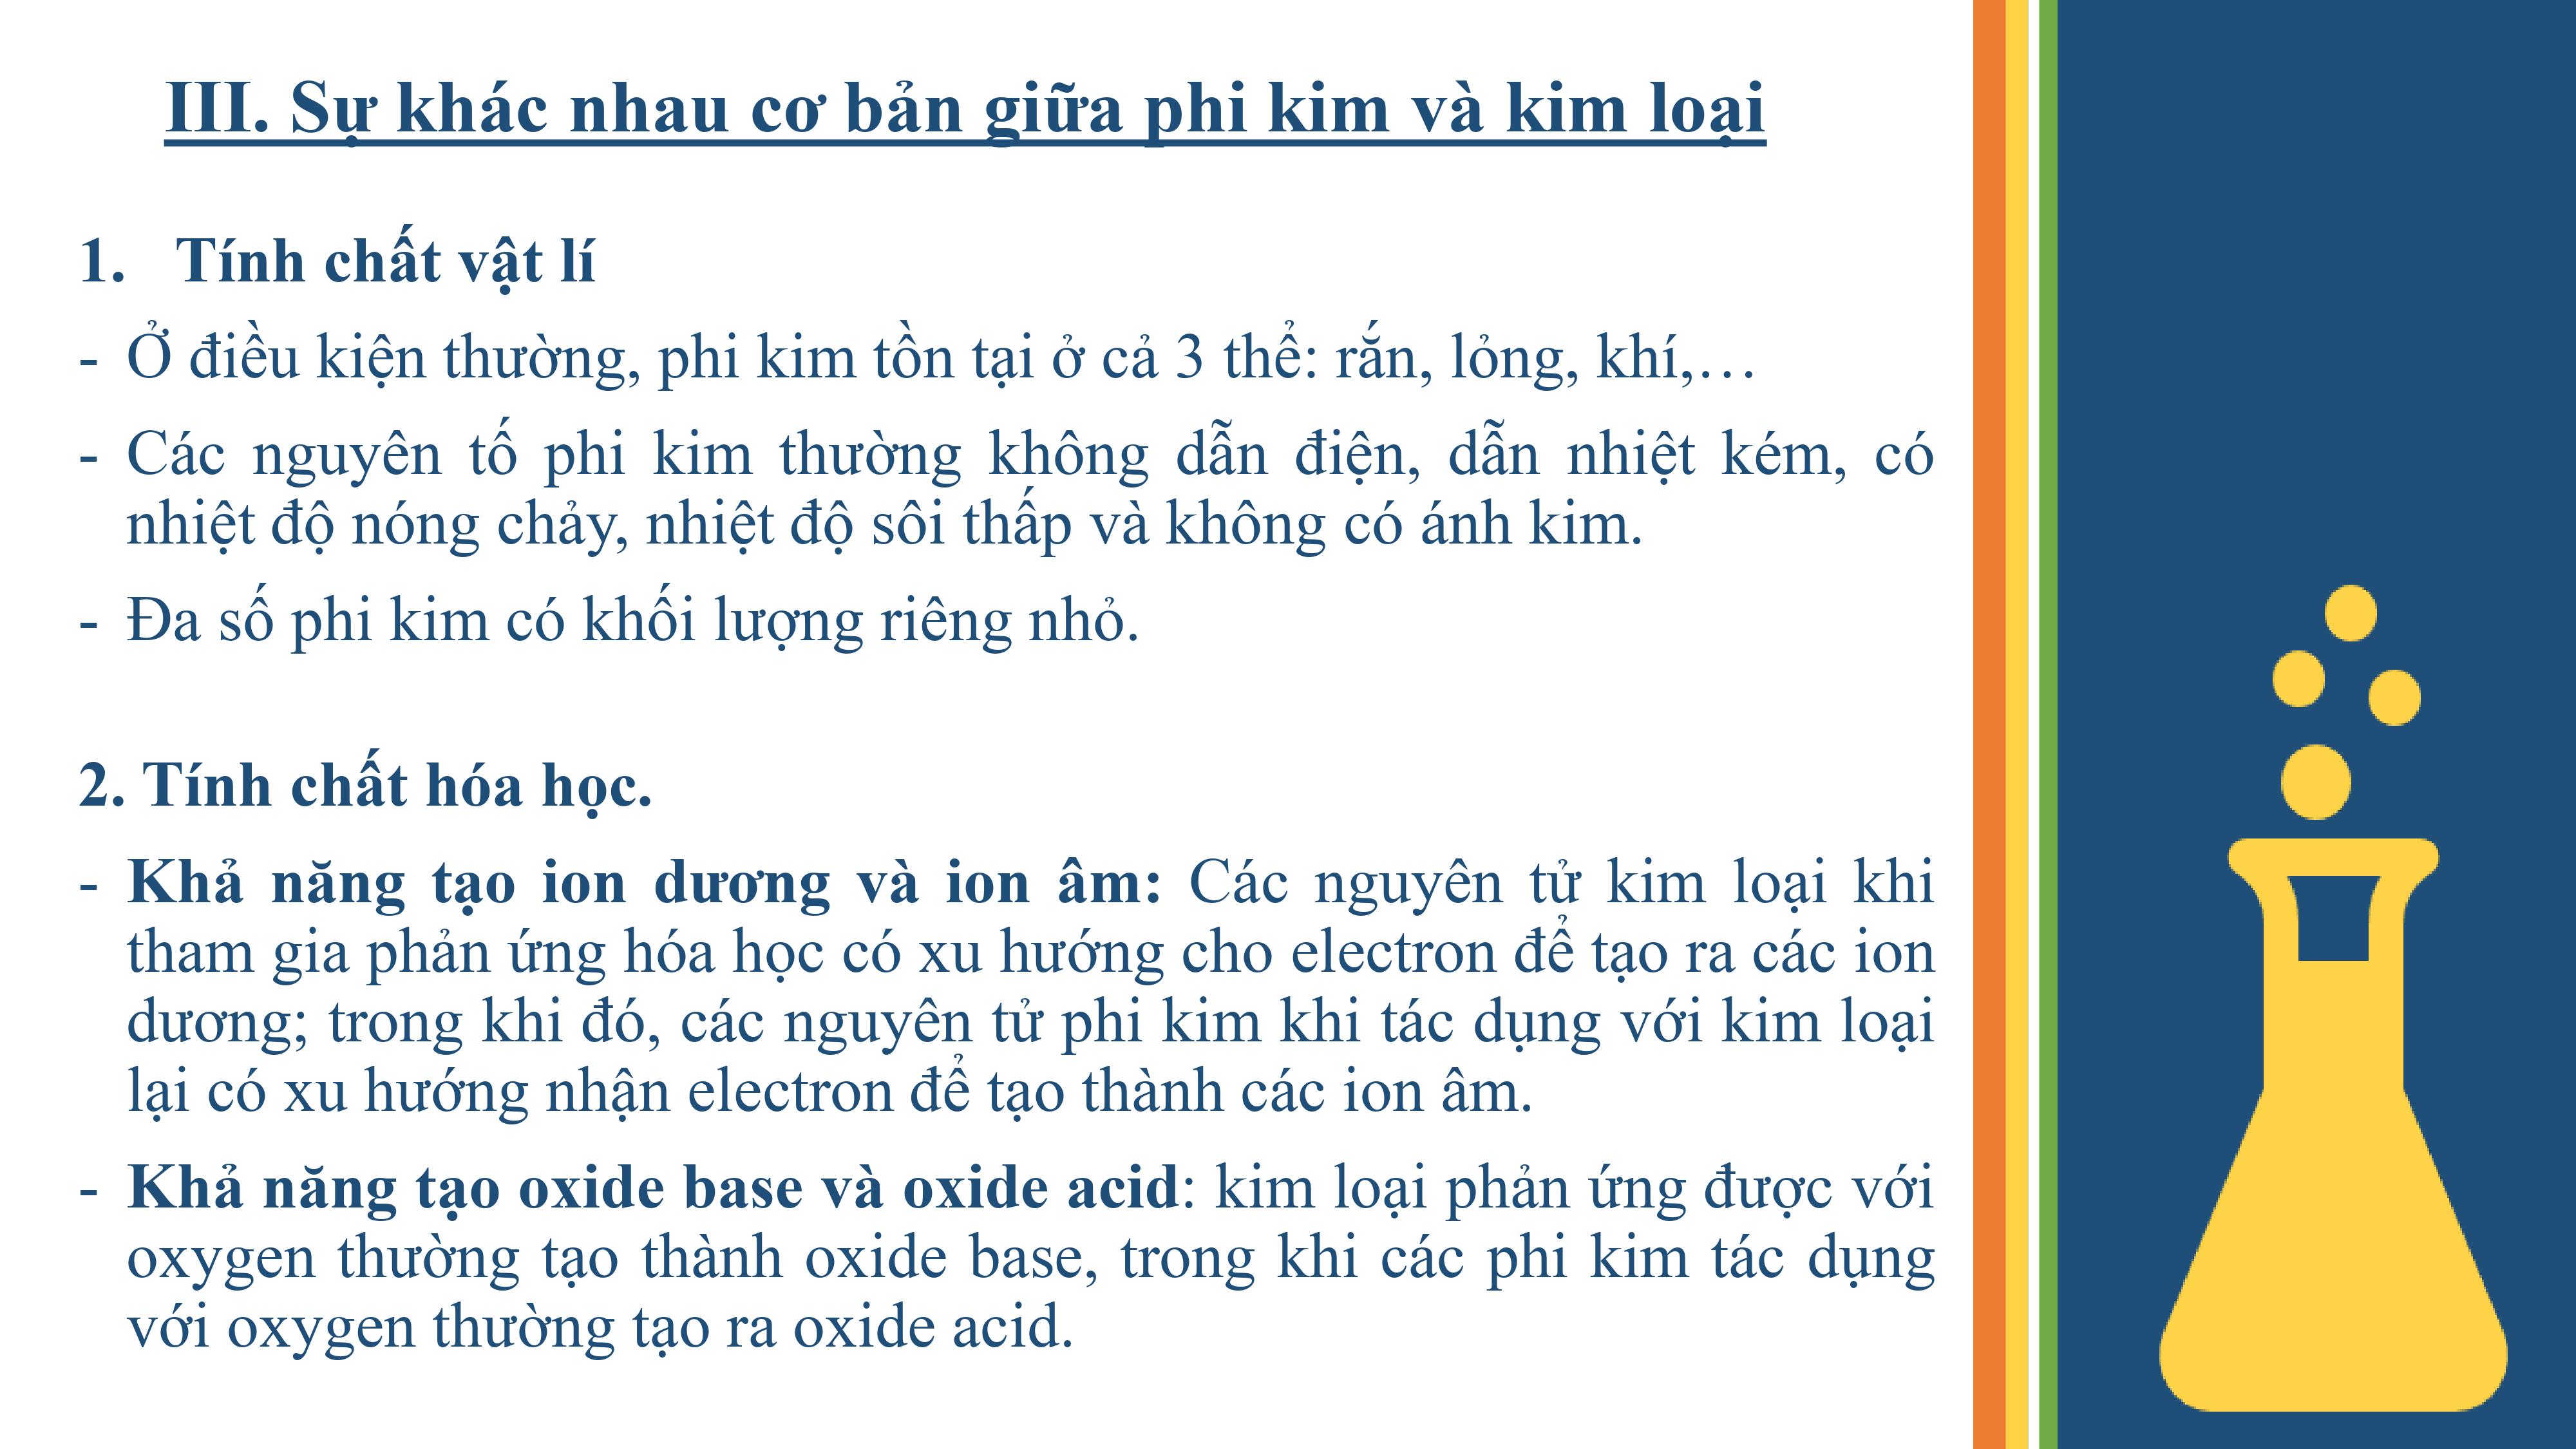 III. Sự khác nhau cơ bản giữa phi kim và kim loại
1. Tính chất vật lí
- Ở điều kiện thường, phi kim tồn tại ở cả 3 thể: rắn, lỏng, khí,…
- Các nguyên tố phi kim thường không dẫn điện, dẫn nhiệt kém, có
nhiệt độ nóng chảy, nhiệt độ sôi thấp và không có ánh kim.
- Đa số phi kim có khối lượng riêng nhỏ.
2. Tính chất hóa học.
- Khả năng tạo ion dương và ion âm: Các nguyên tử kim loại khi
tham gia phản ứng hóa học có xu hướng cho electron để tạo ra các ion
dương; trong khi đó, các nguyên tử phi kim khi tác dụng với kim loại
lại có xu hướng nhận electron để tạo thành các ion âm.
- Khả năng tạo oxide base và oxide acid: kim loại phản ứng được với
oxygen thường tạo thành oxide base, trong khi các phi kim tác dụng
với oxygen thường tạo ra oxide acid.